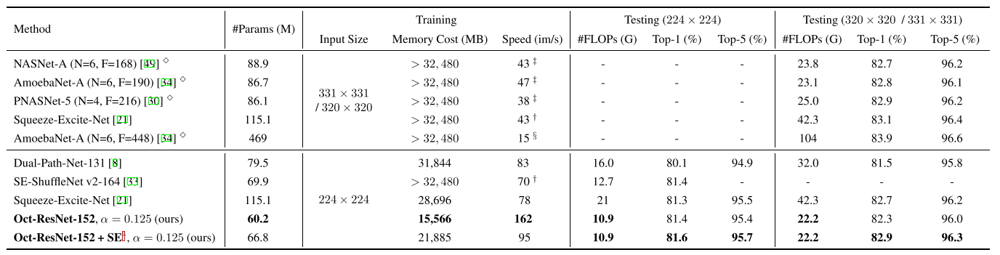 Method #Params (M) Training Testing (224 × 224) Testing (320 × 320 / 331 × 331)
Input Size Memory Cost (MB) Speed (im/s) #FLOPs (G) Top-1 (%) Top-5 (%) #FLOPs (G) Top-1 (%) Top-5 (%)
NASNet-A (N=6, F=168) [49] ◇ 88.9 > 32, 480 43 ‡ - - - 23.8 82.7 96.2
AmoebaNet-A (N=6, F=190) [34] ◇ 86.7 > 32, 480 47 ‡ - - - 23.1 82.8 96.1
PNASNet-5 (N=4, F=216) [30] ◇ 86.1 331 × 331 / 320 × 320 > 32, 480 38 ‡ - - - 25.0 82.9 96.2
Squeeze-Excite-Net [21] 115.1 > 32, 480 43 † - - - 42.3 83.1 96.4
AmoebaNet-A (N=6, F=448) [34] ◇ 469 > 32, 480 15 § - - - 104 83.9 96.6
Dual-Path-Net-131 [8] 79.5 31,844 83 16.0 80.1 94.9 32.0 81.5 95.8
SE-ShuffleNet v2-164 [33] 69.9 > 32, 480 70 † 12.7 81.4 - - - -
Squeeze-Excite-Net [21] 115.1 224 × 224 28,696 78 21 81.3 95.5 42.3 82.7 96.2
Oct-ResNet-152, α = 0.125 (ours) 60.2 15,566 162 10.9 81.4 95.4 22.2 82.3 96.0
Oct-ResNet-152 + SE, α = 0.125 (ours) 66.8 21,885 95 10.9 81.6 95.7 22.2 82.9 96.3